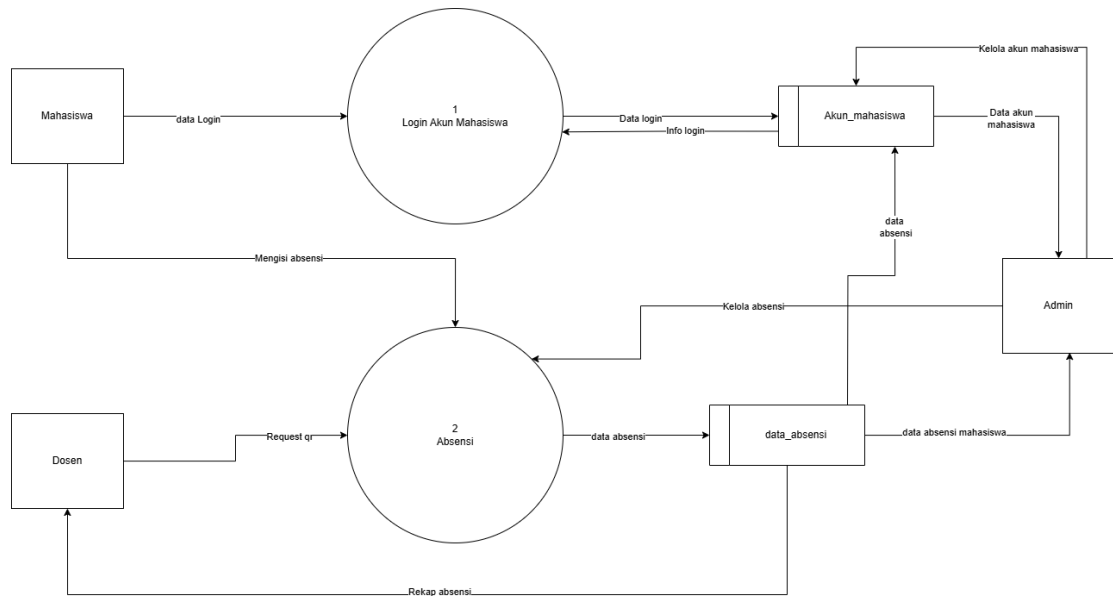 Kelola akun mahasiswa
Mahasiswa
data Login
1
Login Akun Mahasiswa
Data login
Info login
Akun_mahasiswa
Data akun
mahasiswa
data
absensi
Mengisi absensi
Kelola absensi
Admin
Dosen
Request qr
2
Absensi
data absensi
data_absensi
data absensi mahasiswa
Rekap absensi